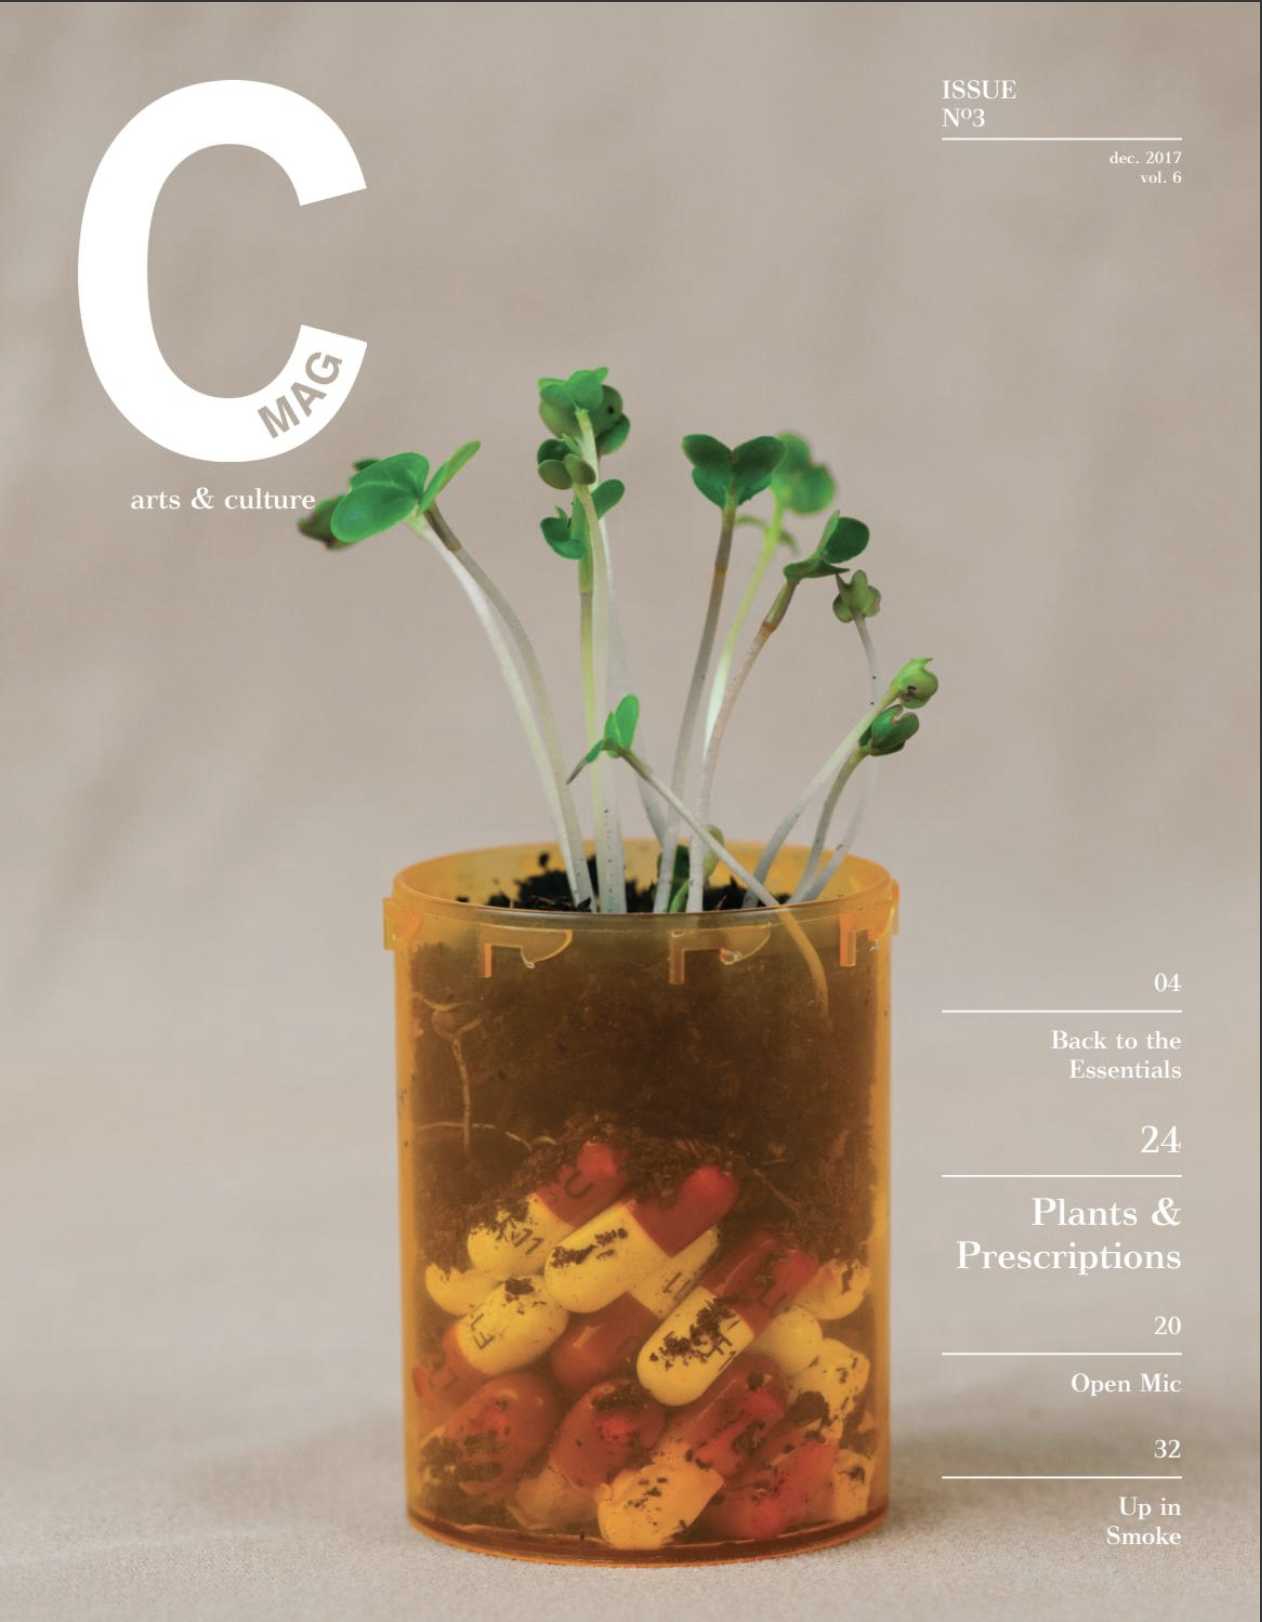 C
MAG
arts & culture
ISSUE
Nº3
dec. 2017
vol. 6
04
Back to the
Essentials
24
Plants &
Prescriptions
20
Open Mic
32
Up in
Smoke